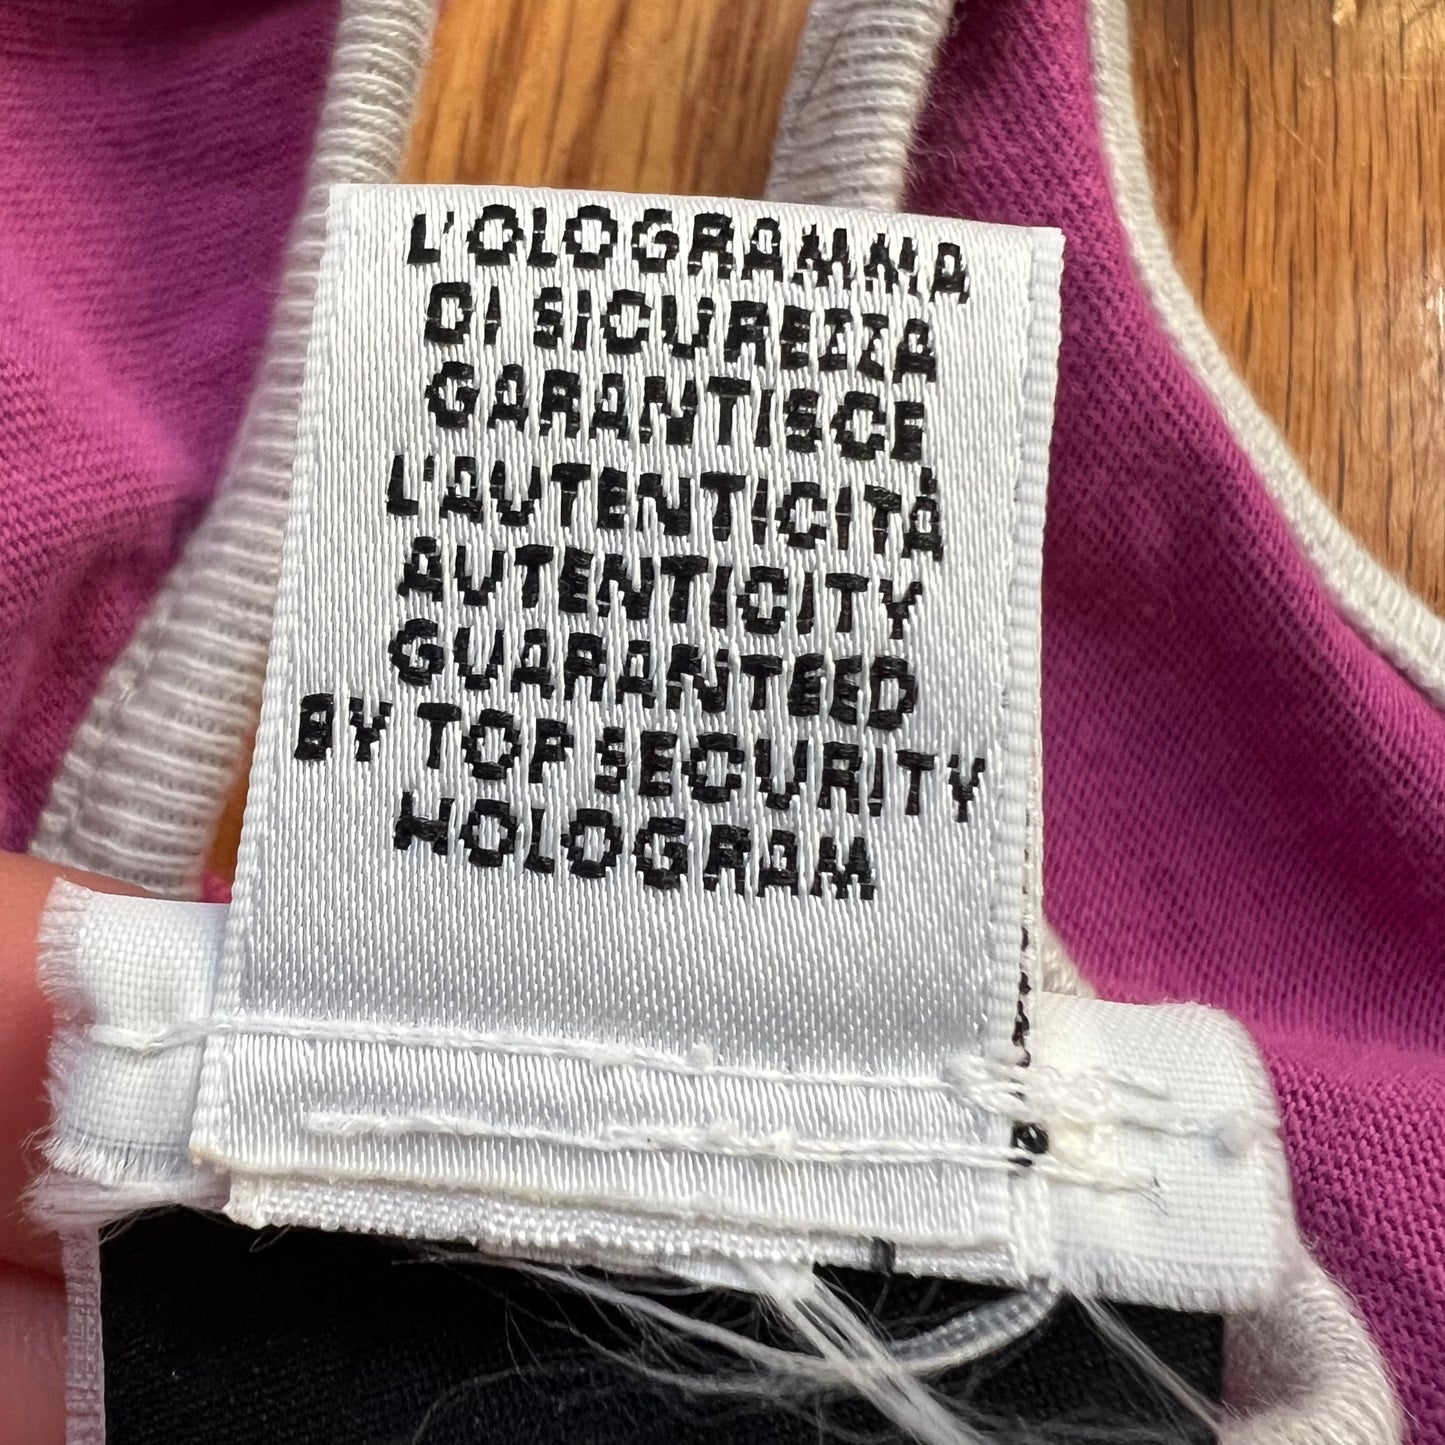 L'OLOGRAMMA
DI SICUREZZA
GARANTISCE
L'AUTENTICITÀ
AUTENTICITY
GUARANTEED
BY TOP SECURITY
HOLOGRAM